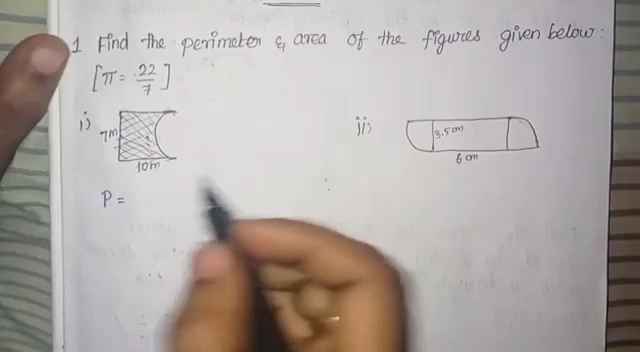 1 Find the perimeter & area of the figures given below:
[π = 22/7]
i)
7m
10m
ii)
3.5cm
6 cm
P =